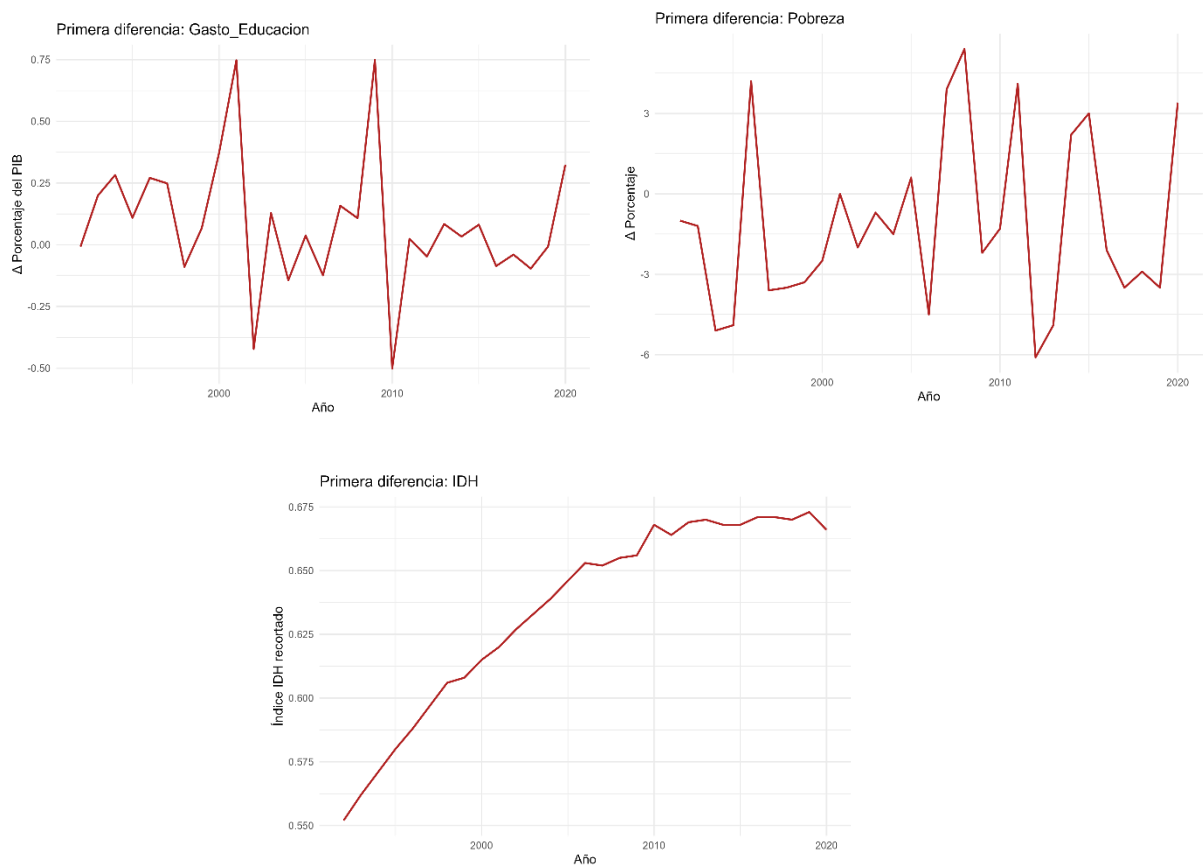 Primera diferencia: Gasto_Educacion
Δ Porcentaje del PIB
0.75
0.50
0.25
0.00
-0.25
-0.50
2000
2010
2020
Año
Primera diferencia: Pobreza
Δ Porcentaje
3
0
-3
-6
2000
2010
2020
Año
Primera diferencia: IDH
Índice IDH recortado
0.675
0.650
0.625
0.600
0.575
0.550
2000
2010
2020
Año